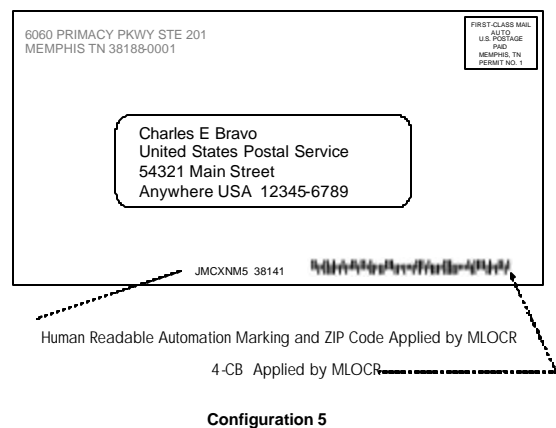 6060 PRIMACY PKWY STE 201
MEMPHIS TN 38188-0001
FIRST-CLASS MAIL
AUTO
U.S. POSTAGE
PAID
MEMPHIS, TN
PERMIT NO. 1
Charles E Bravo
United States Postal Service
54321 Main Street
Anywhere USA 12345-6789
JMCXNM5 38141
Human Readable Automation Marking and ZIP Code Applied by MLOCR
4-CB Applied by MLOCR
Configuration 5